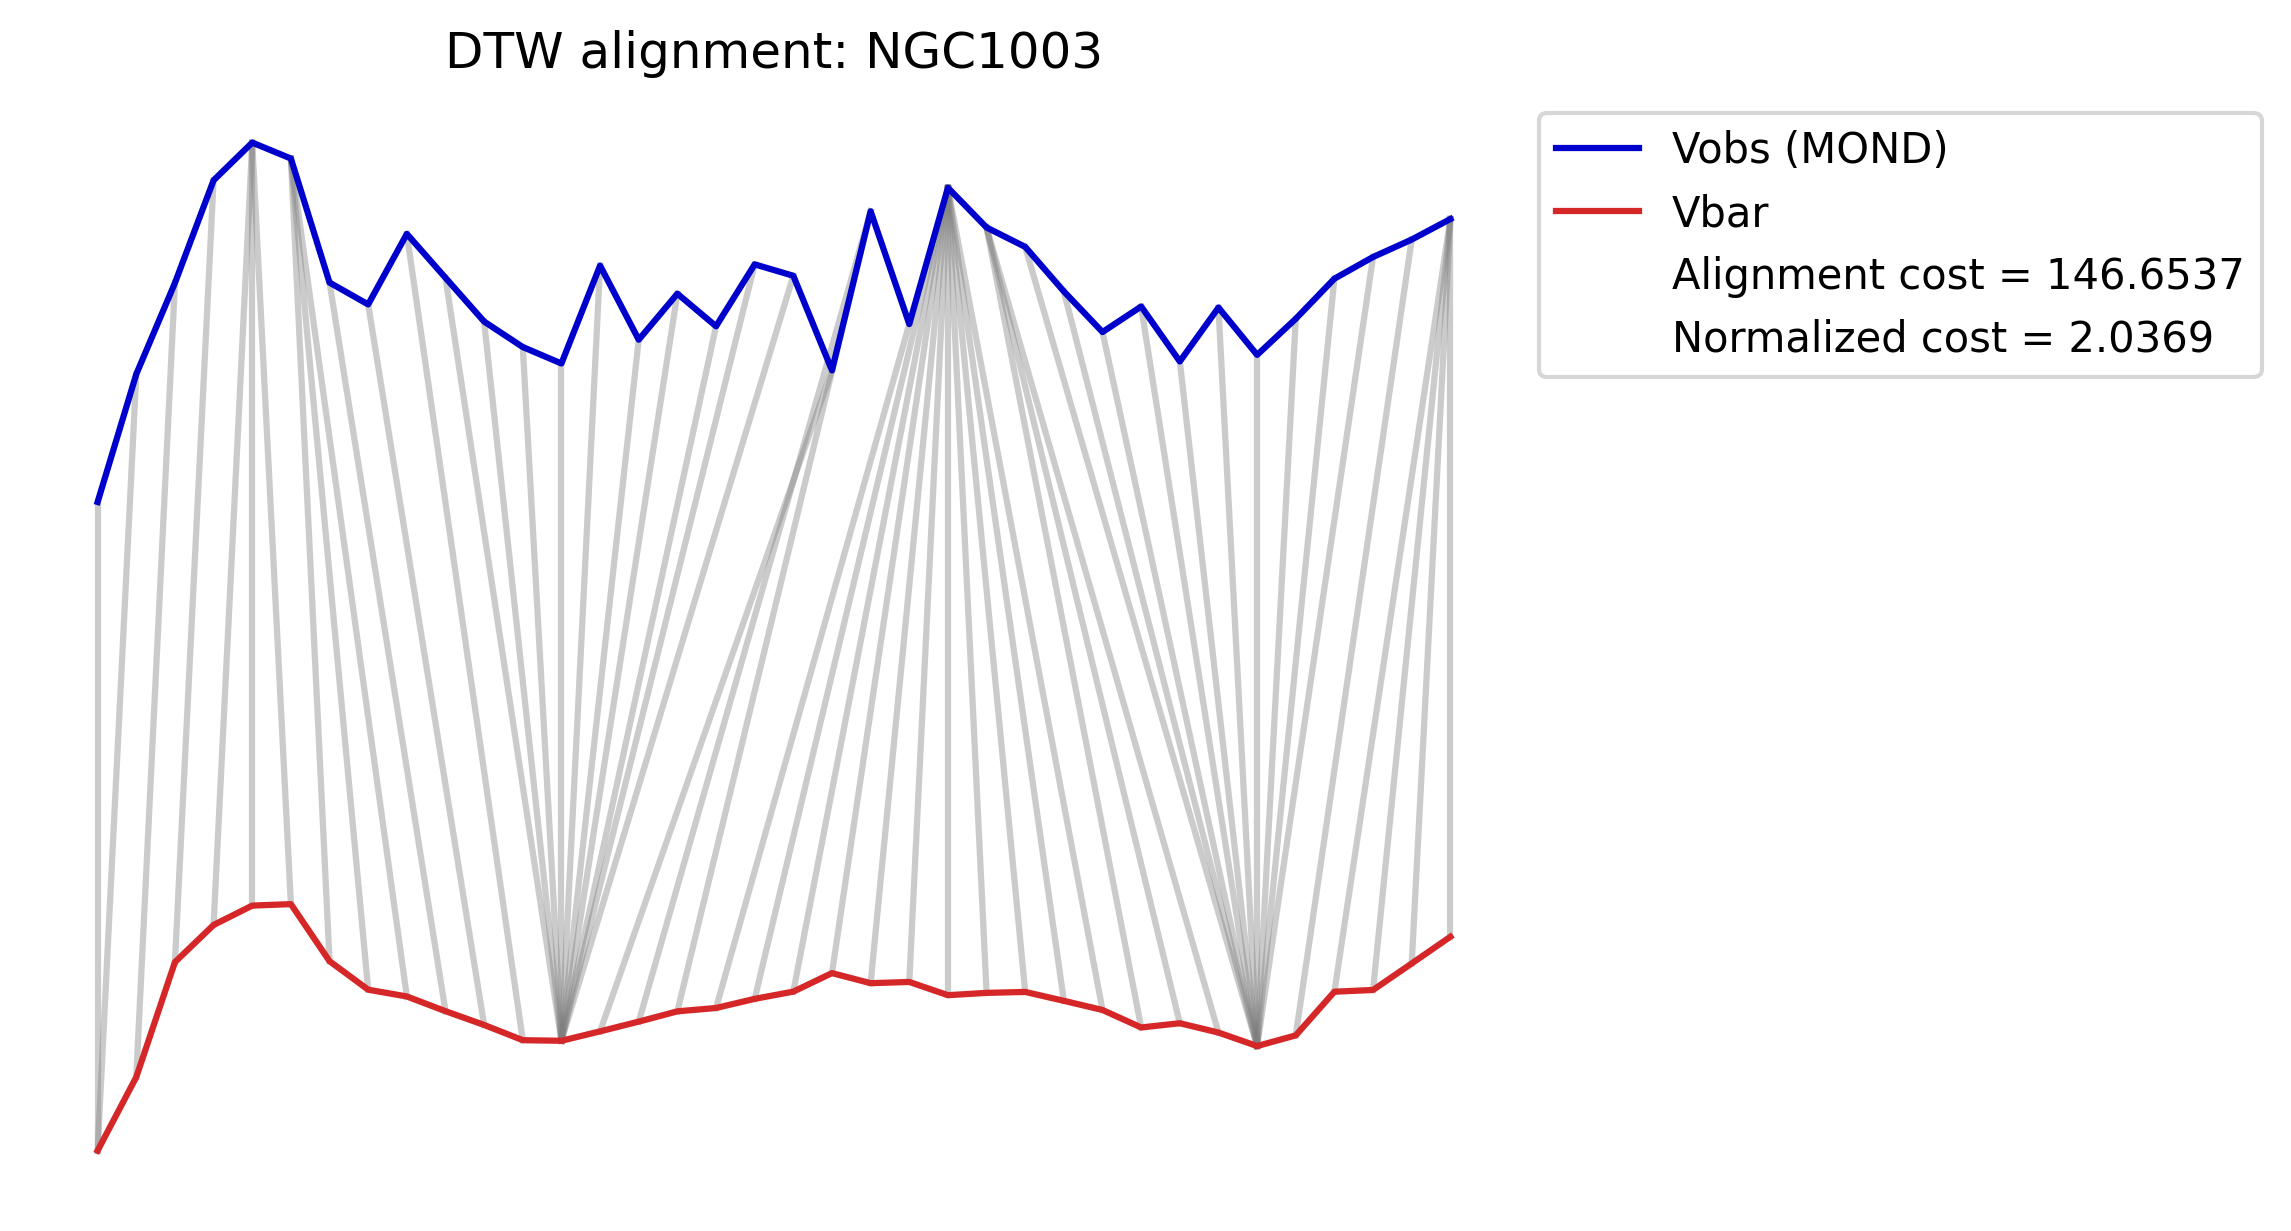 DTW alignment: NGC1003
Vobs (MOND)
Vbar
Alignment cost = 146.6537
Normalized cost = 2.0369